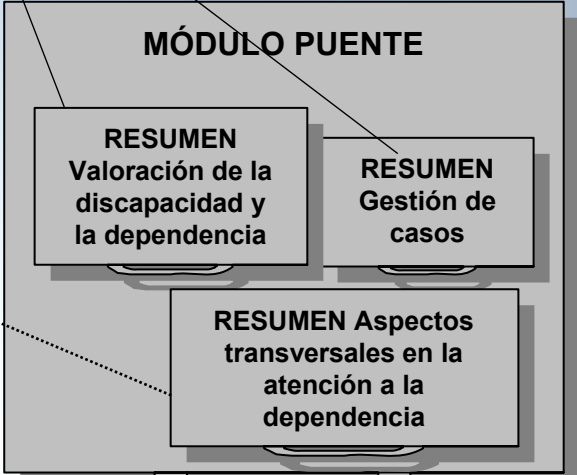 MÓDULO PUENTE
RESUMEN
Valoración de la
discapacidad y
la dependencia
RESUMEN
Gestión de
casos
RESUMEN Aspectos
transversales en la
atención a la
dependencia